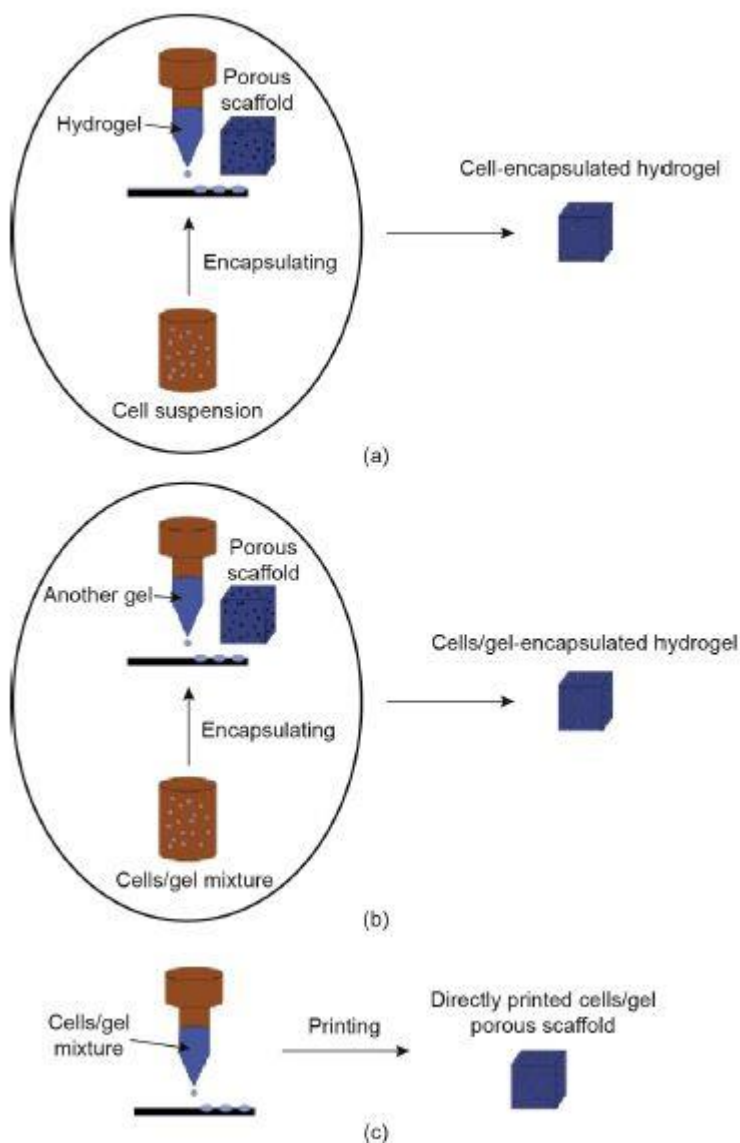 Porous
scaffold
Hydrogel
Cell-encapsulated hydrogel
Encapsulating
Cell suspension
(a)
Porous
scaffold
Another gel
Cells/gel-encapsulated hydrogel
Encapsulating
Cells/gel mixture
(b)
Directly printed cells/gel
porous scaffold
Cells/gel
mixture
Printing
(c)